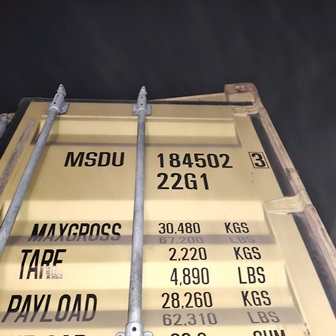 MSDU 184502 3
22G1
MAXGROSS 30,480 KGS
67,200 LBS
TARE 2,220 KGS
4,890 LBS
PAYLOAD 28,260 KGS
62,310 LBS